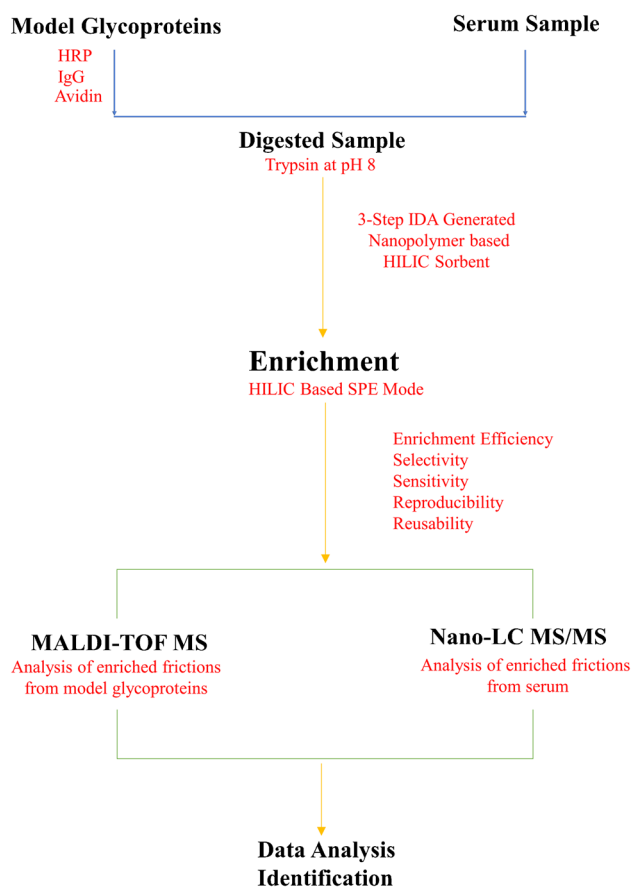 Model Glycoproteins
Serum Sample
HRP
IgG
Avidin
Digested Sample
Trypsin at pH 8
3-Step IDA Generated
Nanopolymer based
HILIC Sorbent
Enrichment
HILIC Based SPE Mode
Enrichment Efficiency
Selectivity
Sensitivity
Reproducibility
Reusability
MALDI-TOF MS
Analysis of enriched frictions
from model glycoproteins
Nano-LC MS/MS
Analysis of enriched frictions
from serum
Data Analysis
Identification